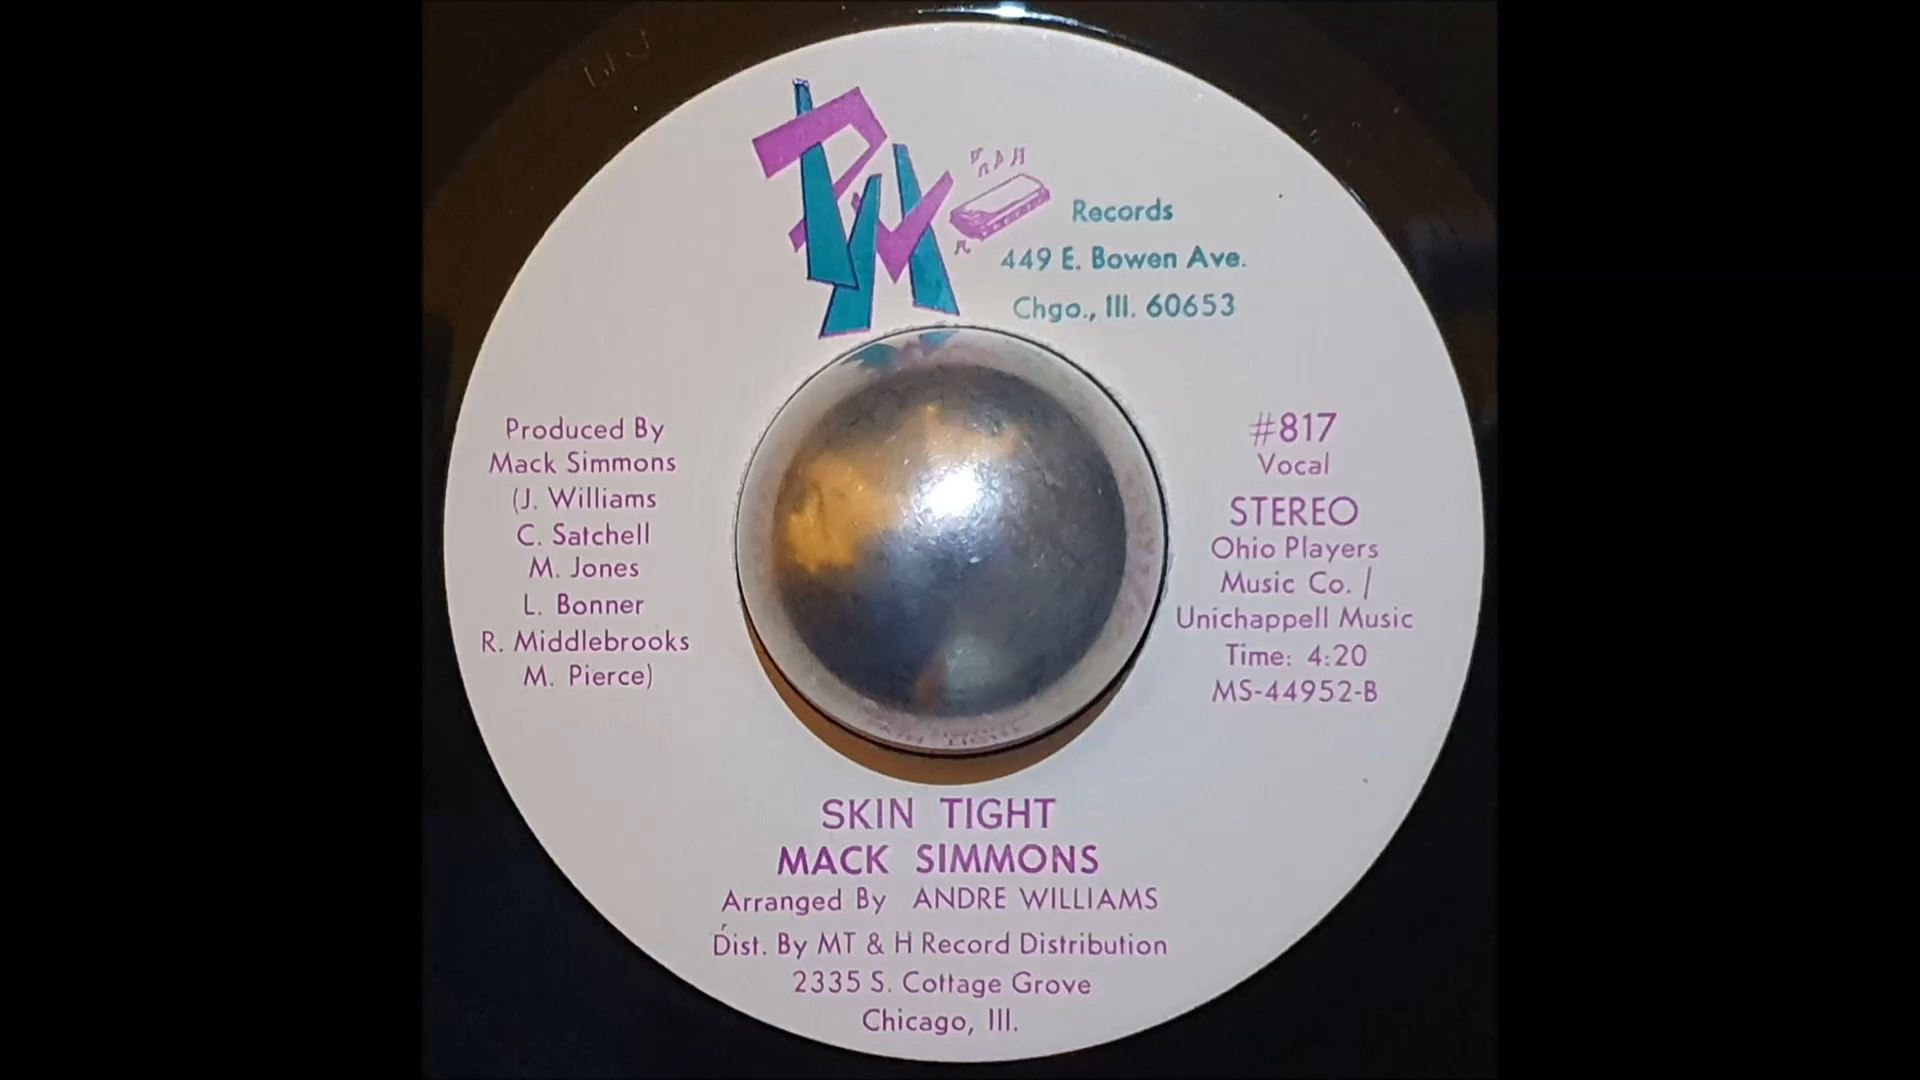 PM
Records
449 E. Bowen Ave.
Chgo., Ill. 60653
Produced By
Mack Simmons
(J. Williams
C. Satchell
M. Jones
L. Bonner
R. Middlebrooks
M. Pierce)
#817
Vocal
STEREO
Ohio Players
Music Co. /
Unichappell Music
Time: 4:20
MS-44952-B
SKIN TIGHT
MACK SIMMONS
Arranged By ANDRE WILLIAMS
Dist. By MT & H Record Distribution
2335 S. Cottage Grove
Chicago, Ill.